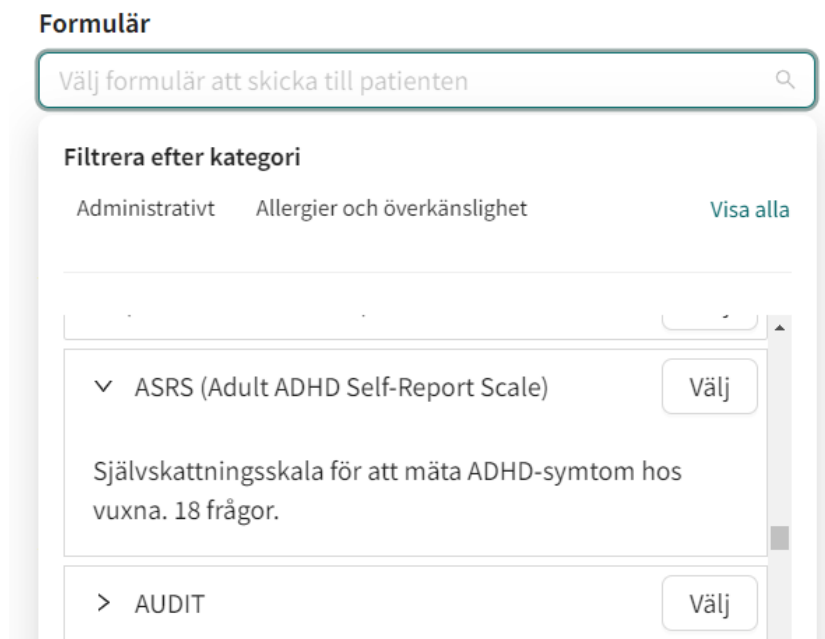 Formulär
Välj formulär att skicka till patienten
Filtrera efter kategori
Administrativt Allergier och överkänslighet Visa alla
ASRS (Adult ADHD Self-Report Scale) Välj
Självskattningsskala för att mäta ADHD-symtom hos
vuxna. 18 frågor.
AUDIT Välj